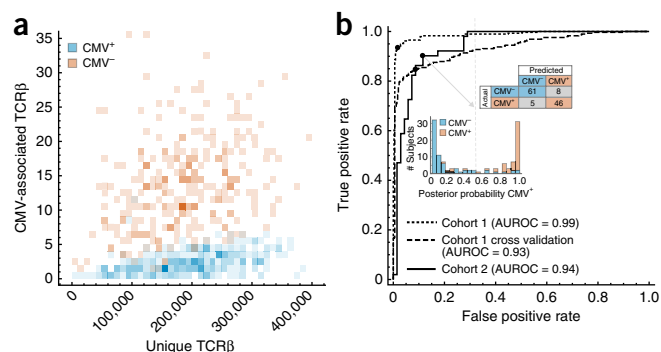 a
CMV-associated TCRβ
35
30
25
20
15
10
5
0
CMV+
CMV−
0
100,000
200,000
300,000
400,000
Unique TCRβ
b
True positive rate
1.0
0.8
0.6
0.4
0.2
0
Predicted
CMV− CMV+
Actual
CMV− 61 8
CMV+ 5 46
# Subjects
30
20
10
0
CMV−
CMV+
0 0.2 0.4 0.6 0.8 1.0
Posterior probability CMV+
Cohort 1 (AUROC = 0.99)
Cohort 1 cross validation
(AUROC = 0.93)
Cohort 2 (AUROC = 0.94)
0 0.2 0.4 0.6 0.8 1.0
False positive rate